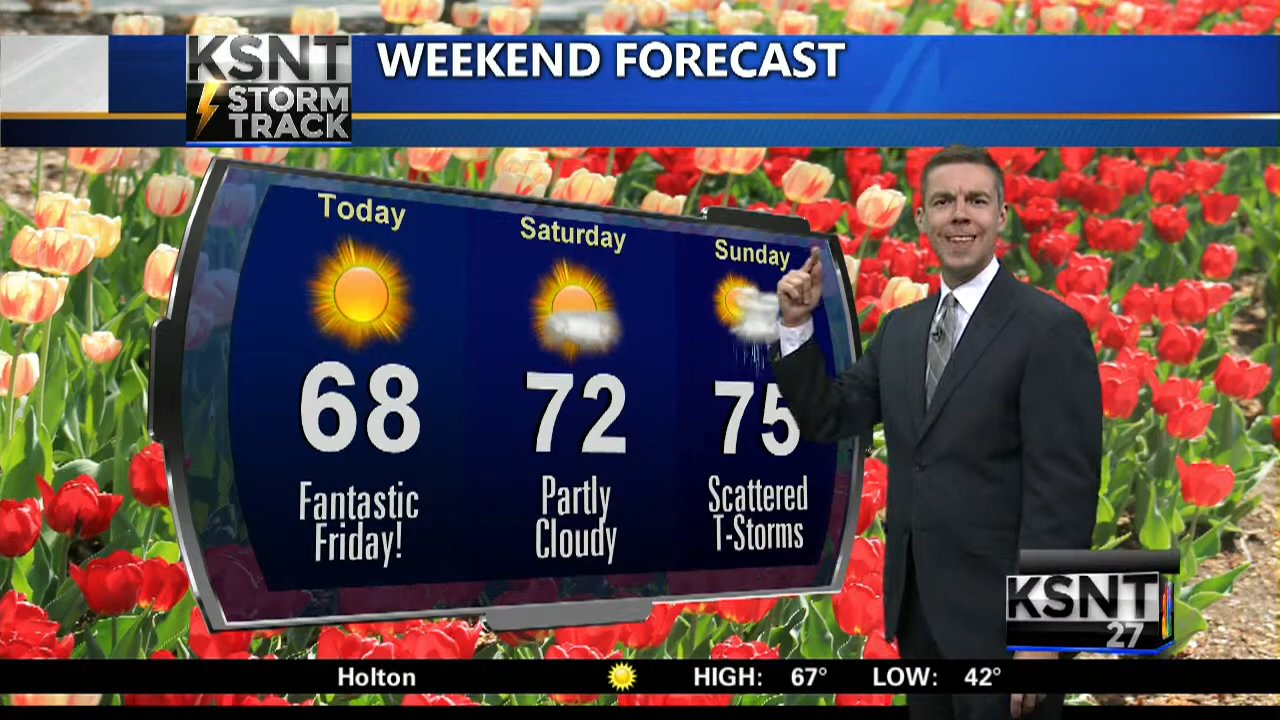 KSNT
STORM
TRACK
WEEKEND FORECAST
Today
68
Fantastic
Friday!
Saturday
72
Partly
Cloudy
Sunday
75
Scattered
T-Storms
KSNT
27
Holton HIGH: 67° LOW: 42°